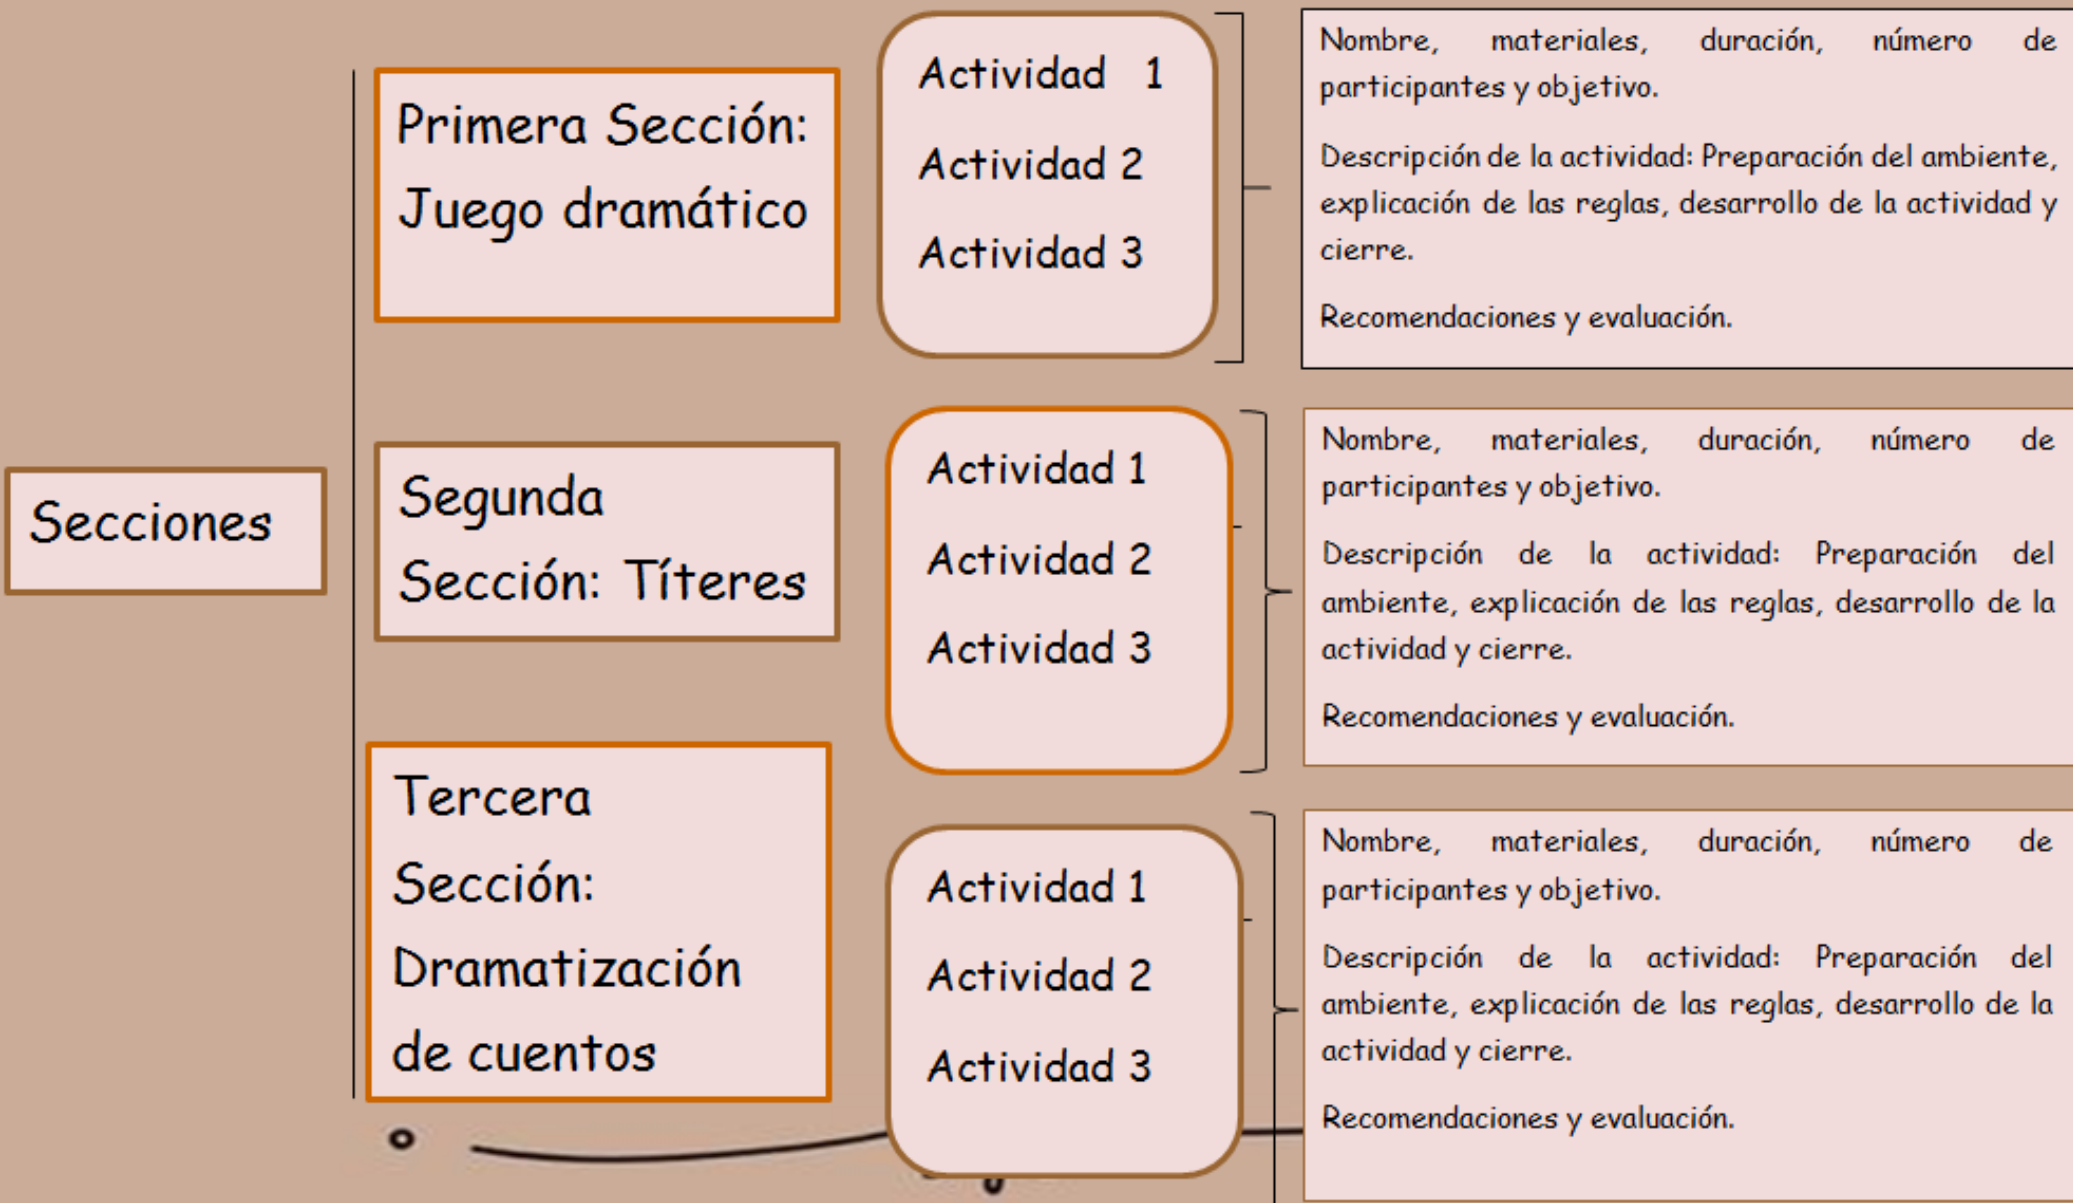 Secciones
Primera Sección:
Juego dramático
Actividad 1
Actividad 2
Actividad 3
Nombre, materiales, duración, número de
participantes y objetivo.
Descripción de la actividad: Preparación del ambiente,
explicación de las reglas, desarrollo de la actividad y
cierre.
Recomendaciones y evaluación.
Segunda
Sección: Títeres
Actividad 1
Actividad 2
Actividad 3
Nombre, materiales, duración, número de
participantes y objetivo.
Descripción de la actividad: Preparación del
ambiente, explicación de las reglas, desarrollo de la
actividad y cierre.
Recomendaciones y evaluación.
Tercera
Sección:
Dramatización
de cuentos
Actividad 1
Actividad 2
Actividad 3
Nombre, materiales, duración, número de
participantes y objetivo.
Descripción de la actividad: Preparación del
ambiente, explicación de las reglas, desarrollo de la
actividad y cierre.
Recomendaciones y evaluación.